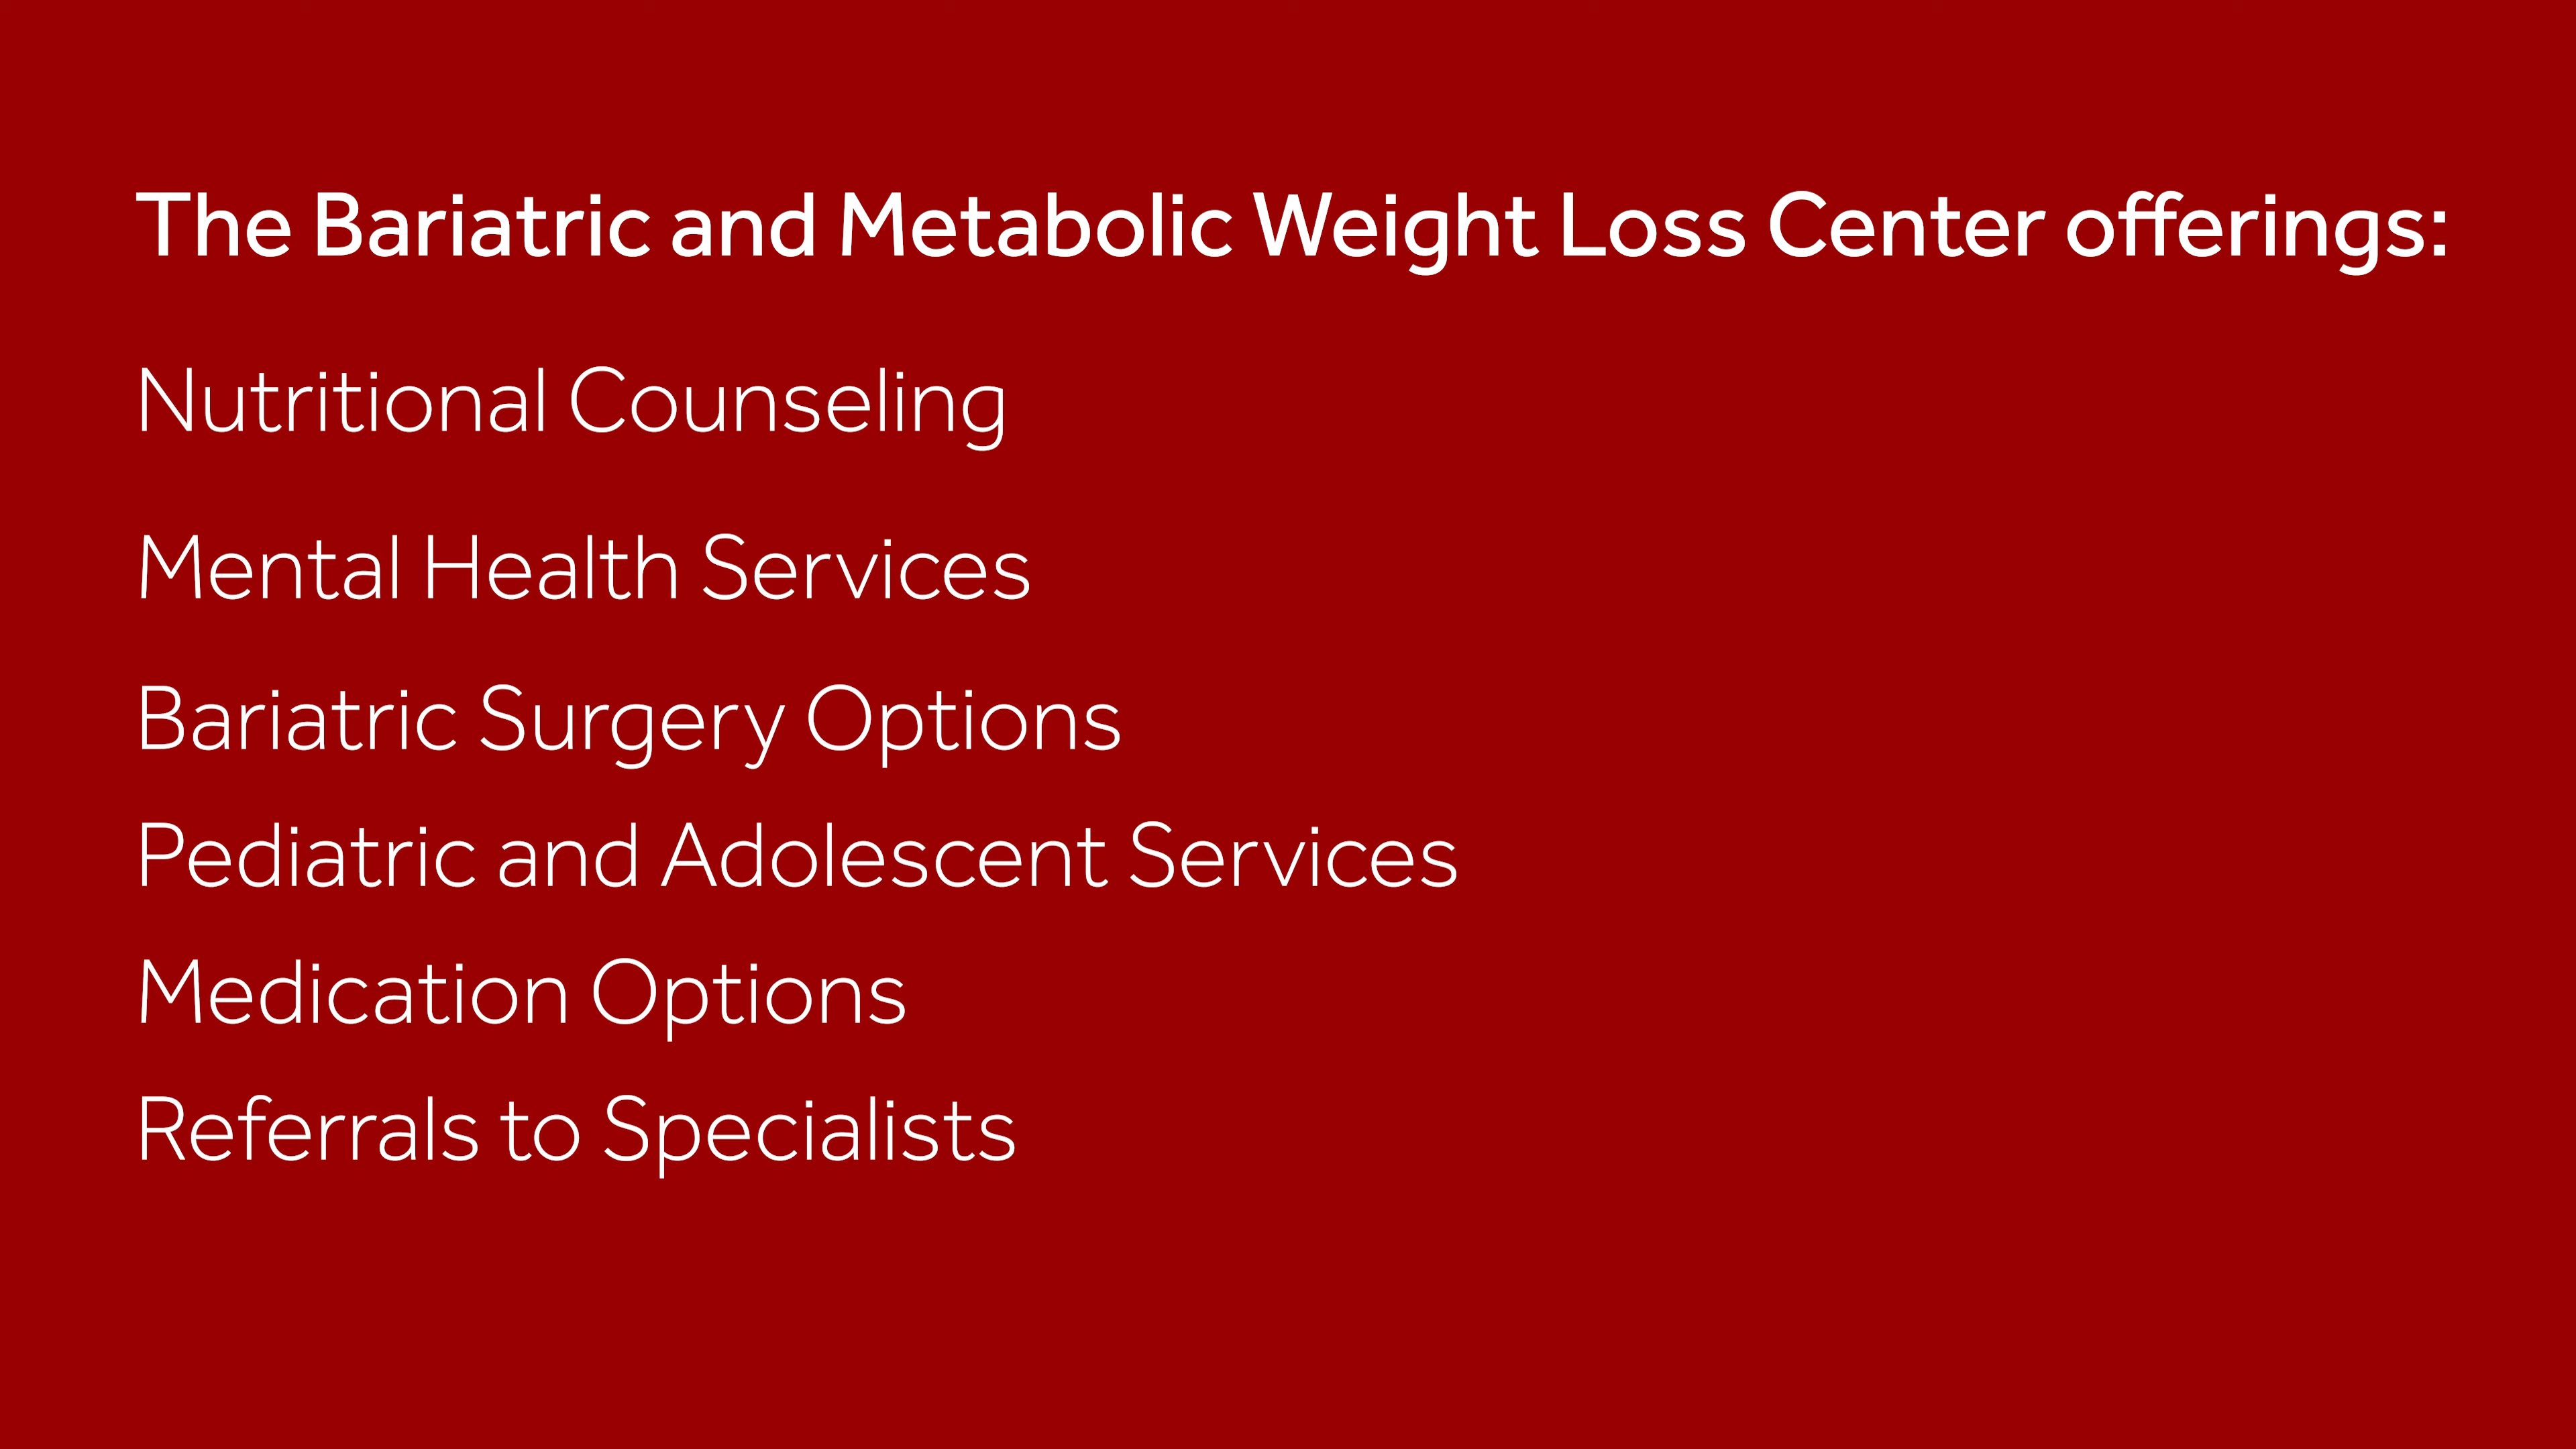 The Bariatric and Metabolic Weight Loss Center offerings:
Nutritional Counseling
Mental Health Services
Bariatric Surgery Options
Pediatric and Adolescent Services
Medication Options
Referrals to Specialists